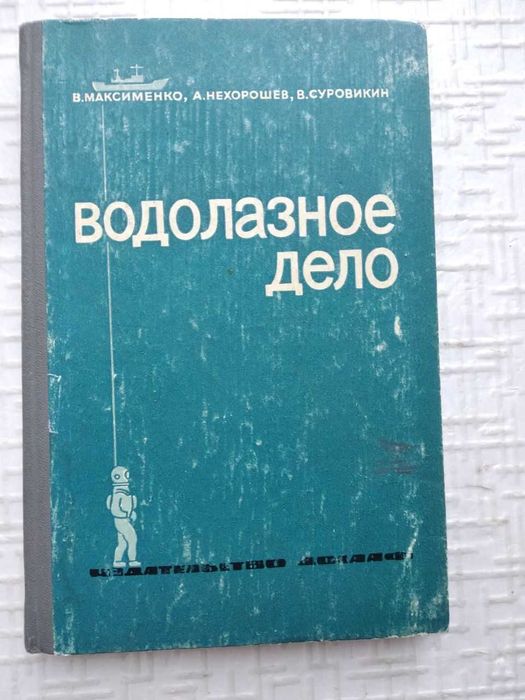 В.МАКСИМЕНКО, А.НЕХОРОШЕВ, В.СУРОВИКИН
ВОДОЛАЗНОЕ
ДЕЛО
ИЗДАТЕЛЬСТВО ДОСААФ